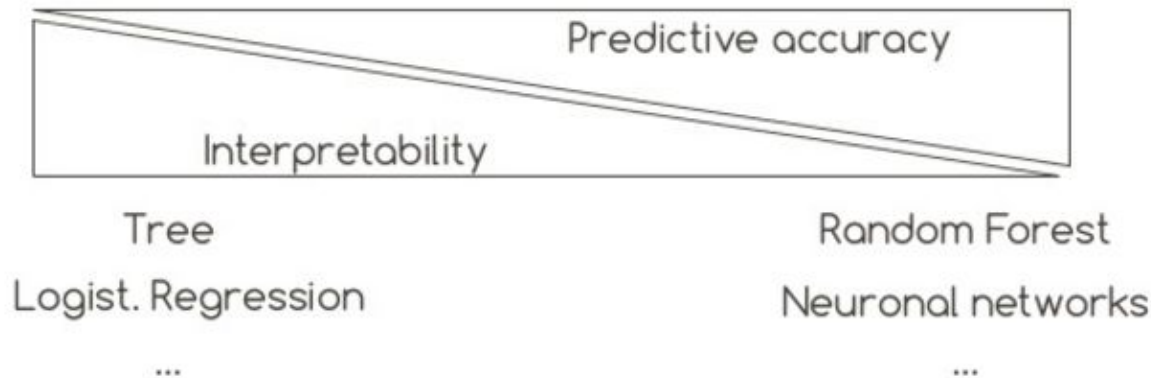 Predictive accuracy
Interpretability
Tree
Random Forest
Logist. Regression
Neuronal networks
...
...